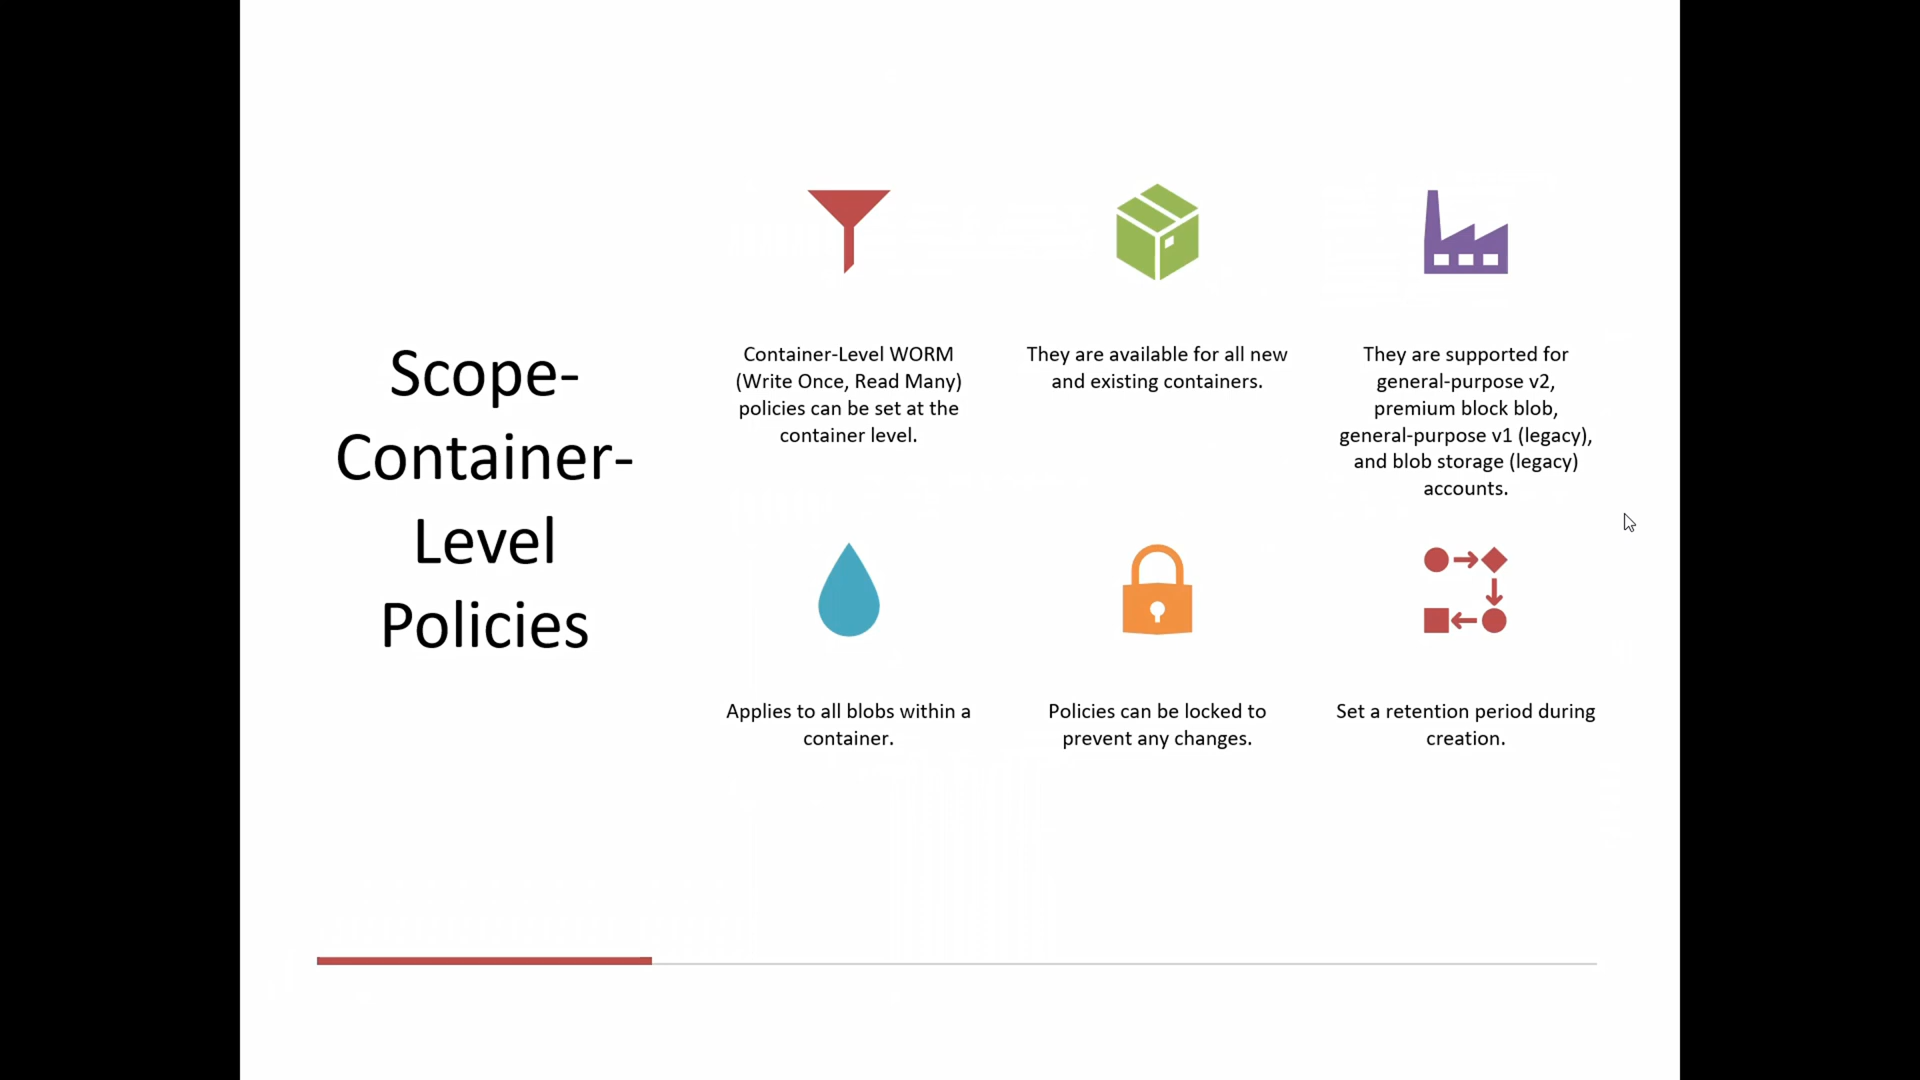 Scope-
Container-
Level
Policies
Container-Level WORM
(Write Once, Read Many)
policies can be set at the
container level.
They are available for all new
and existing containers.
They are supported for
general-purpose v2,
premium block blob,
general-purpose v1 (legacy),
and blob storage (legacy)
accounts.
Applies to all blobs within a
container.
Policies can be locked to
prevent any changes.
Set a retention period during
creation.